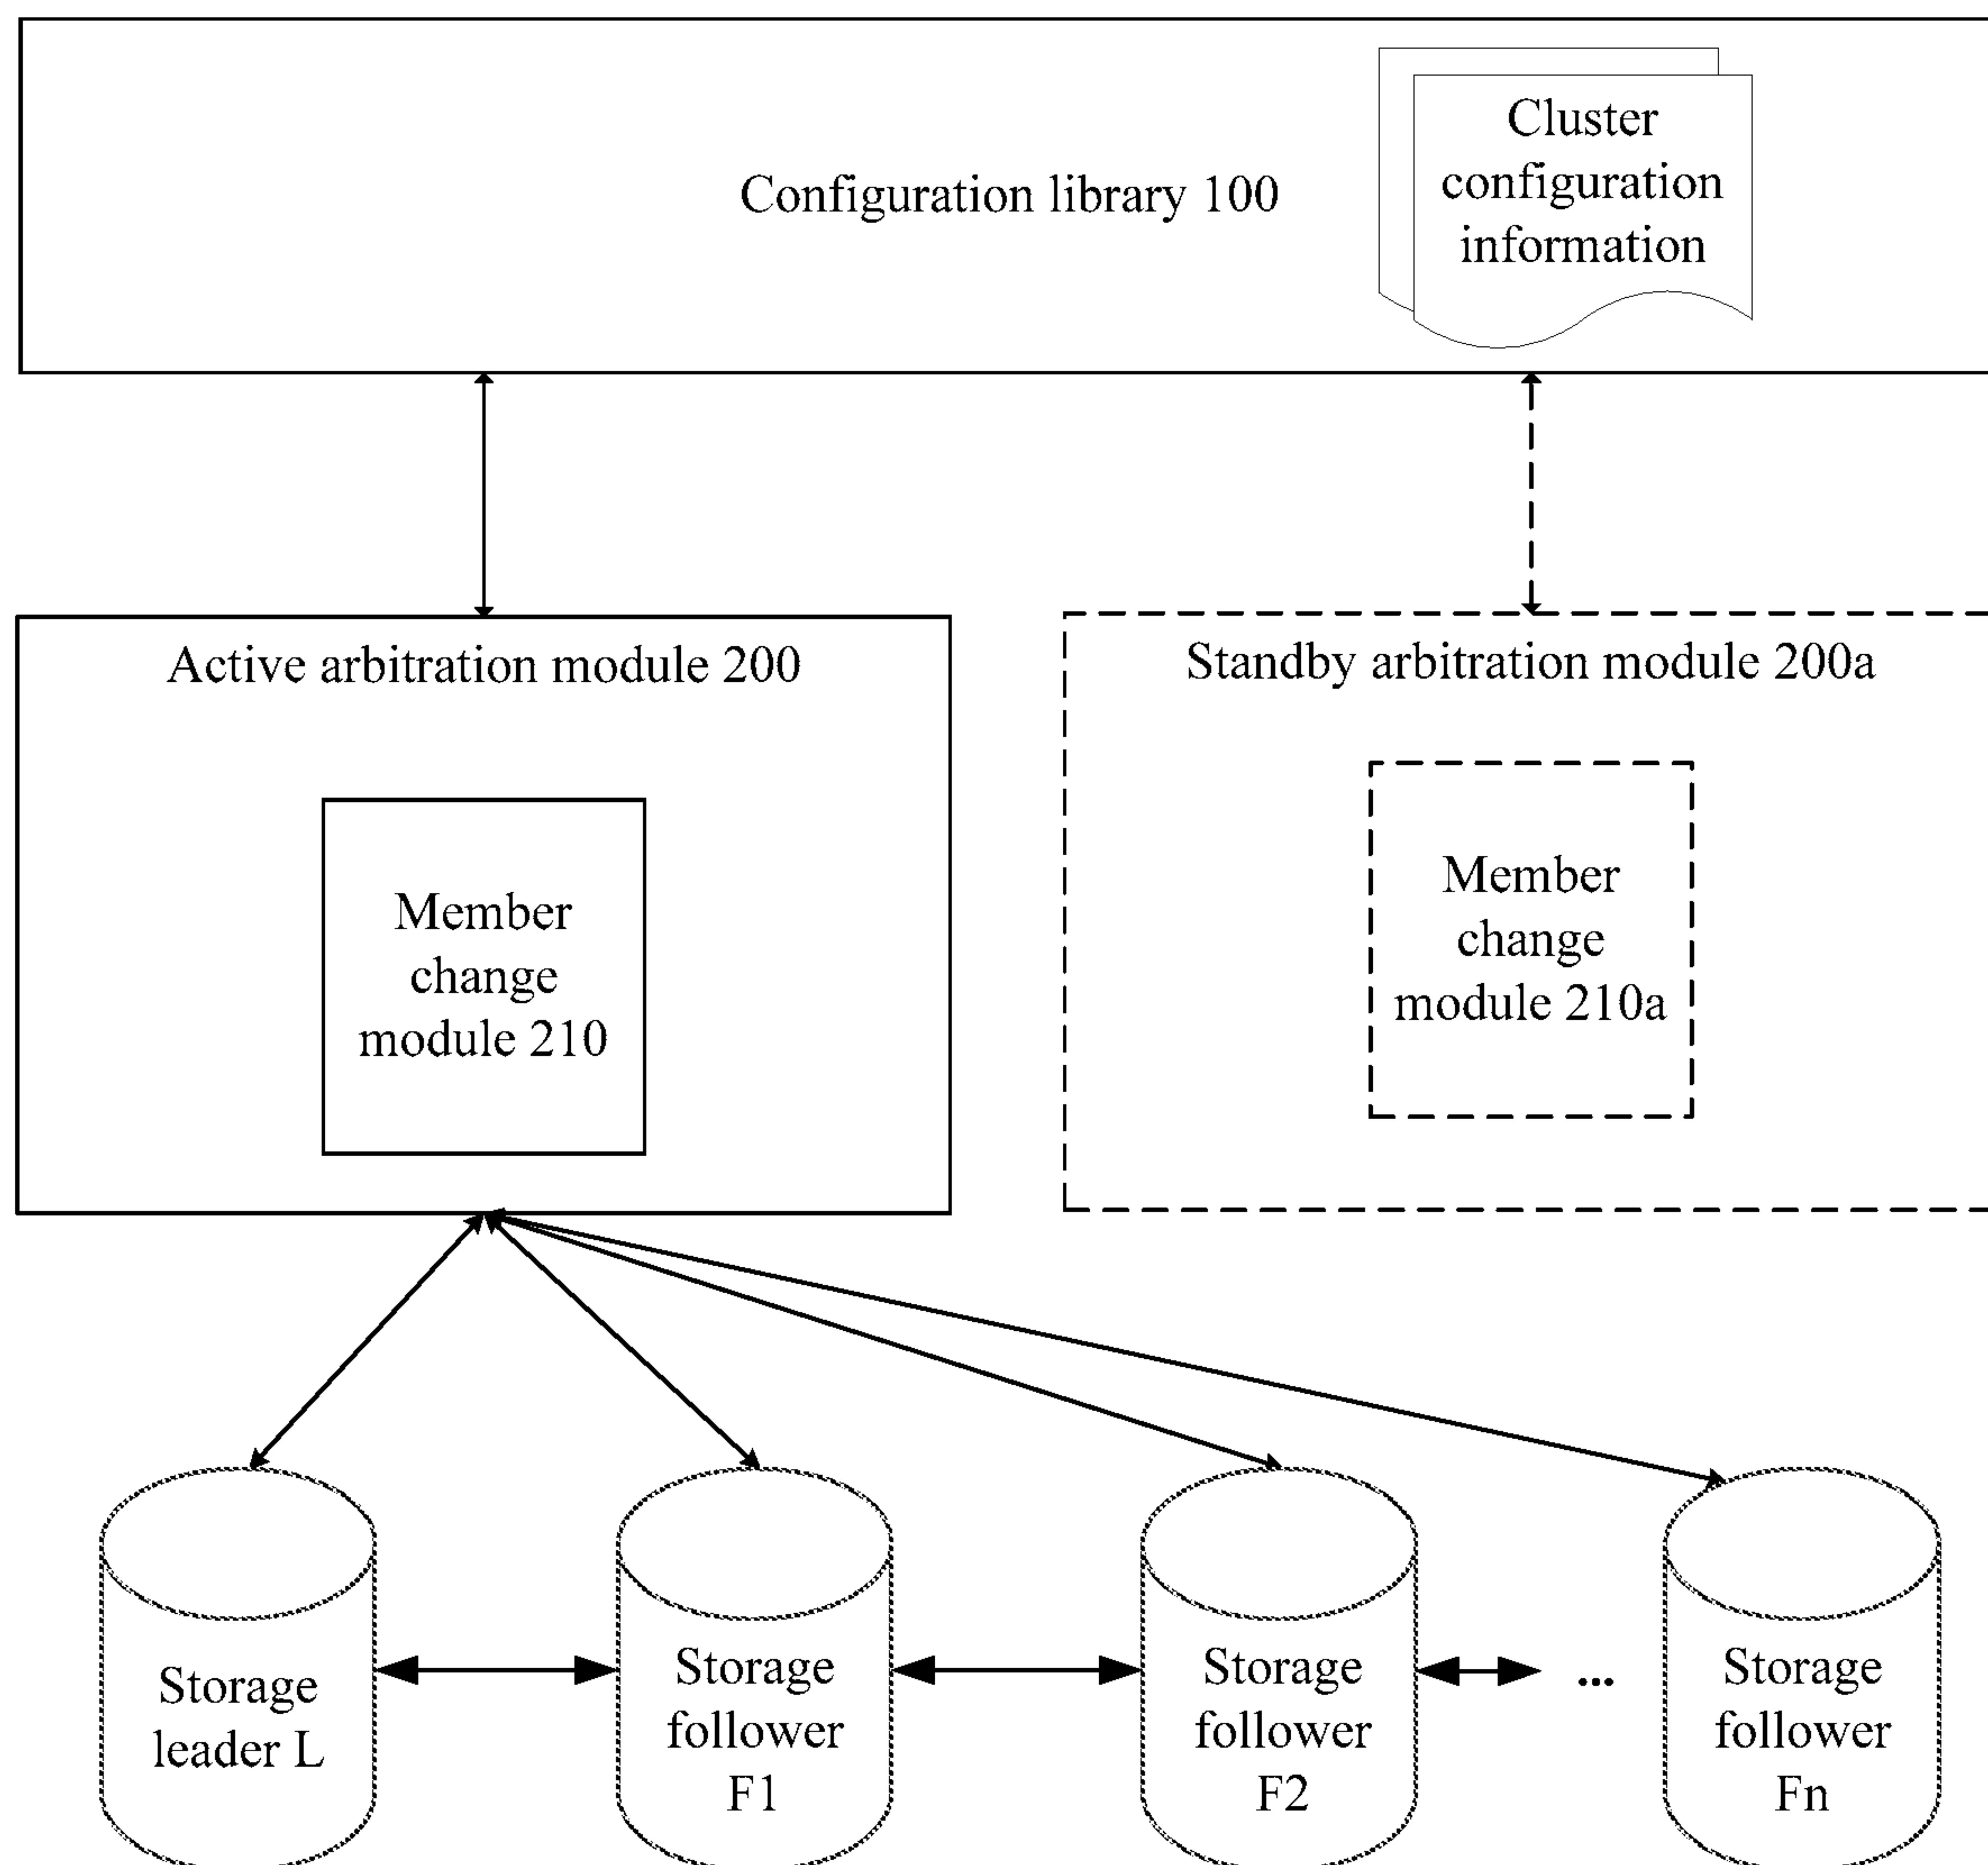 Configuration library 100
Cluster
configuration
information
Active arbitration module 200
Standby arbitration module 200a
Member
change
module 210
Member
change
module 210a
Storage
leader L
Storage
follower
F1
Storage
follower
F2
...
Storage
follower
Fn